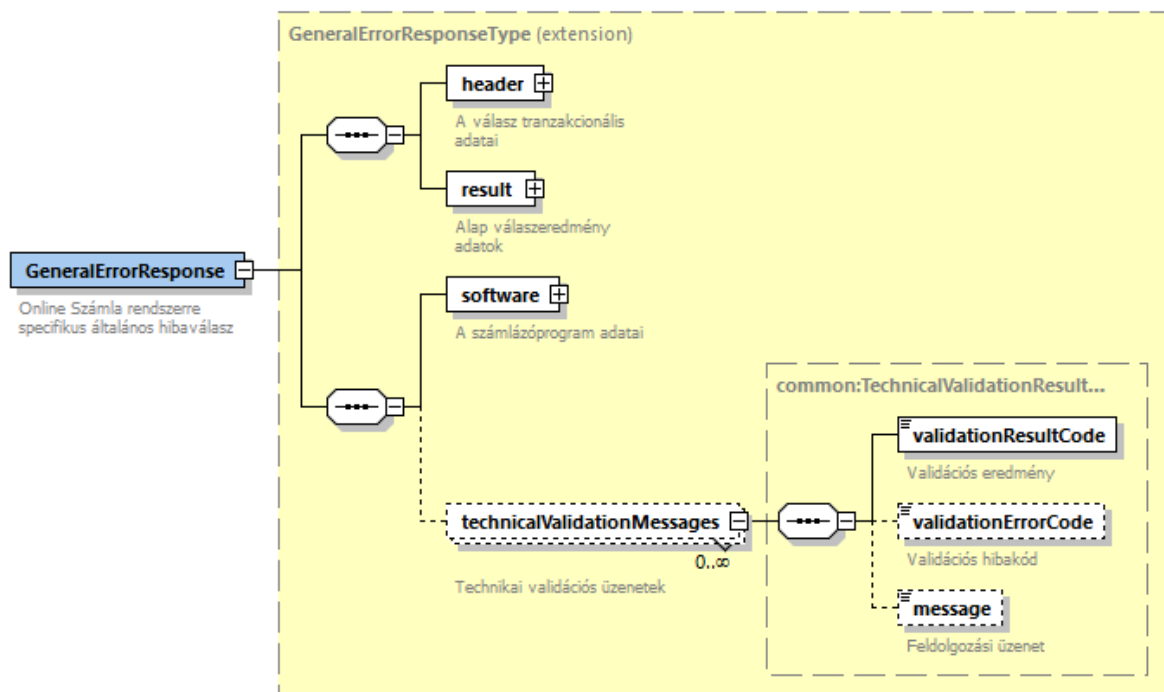 GeneralErrorResponseType (extension)
header
A válasz tranzakcionális
adatai
result
Alap válaszeredmény
adatok
GeneralErrorResponse
Online Számla rendszerre
specifikus általános hibaválasz
software
A számlázóprogram adatai
common:TechnicalValidationResult...
validationResultCode
Validációs eredmény
technicalValidationMessages
0..∞
Technikai validációs üzenetek
validationErrorCode
Validációs hibakód
message
Feldolgozási üzenet